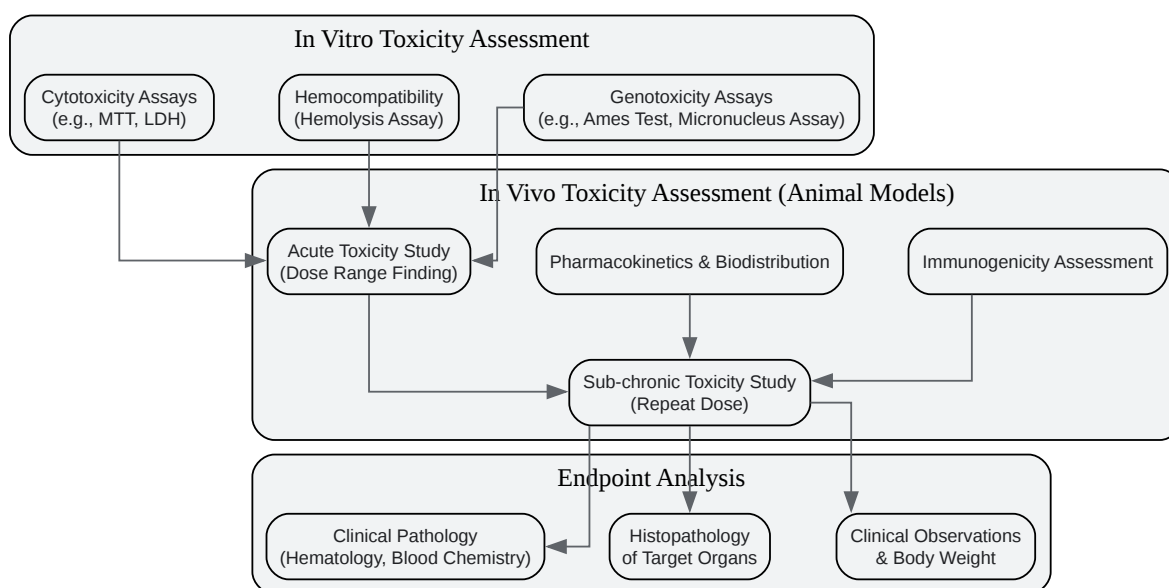 In Vitro Toxicity Assessment
Cytotoxicity Assays
(e.g., MTT, LDH)
Hemocompatibility
(Hemolysis Assay)
Genotoxicity Assays
(e.g., Ames Test, Micronucleus Assay)
In Vivo Toxicity Assessment (Animal Models)
Acute Toxicity Study
(Dose Range Finding)
Pharmacokinetics & Biodistribution
Immunogenicity Assessment
Sub-chronic Toxicity Study
(Repeat Dose)
Endpoint Analysis
Clinical Pathology
(Hematology, Blood Chemistry)
Histopathology
of Target Organs
Clinical Observations
& Body Weight